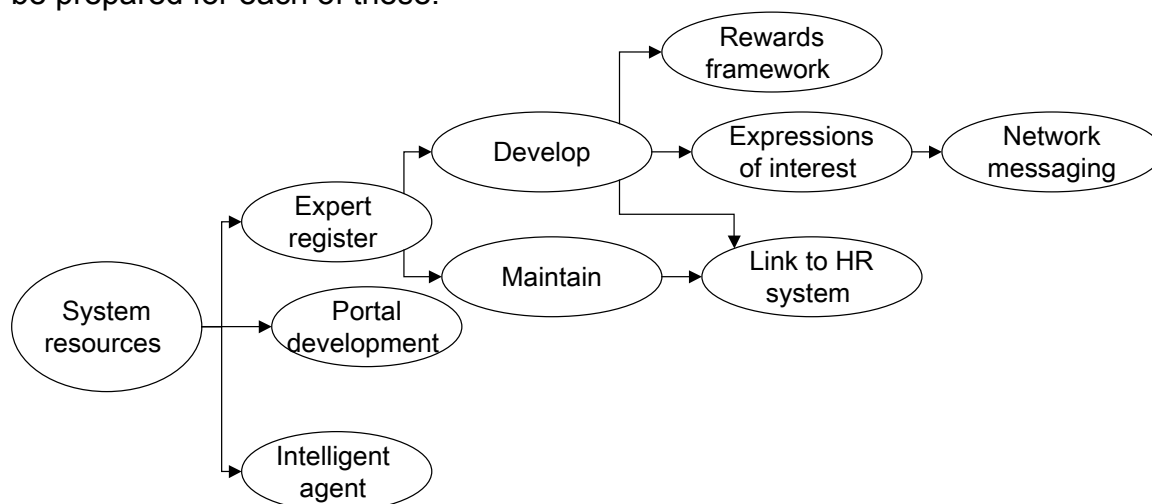 be prepared for each of these.
Rewards
framework
Develop
Expressions
of interest
Network
messaging
Expert
register
Maintain
Link to HR
system
System
resources
Portal
development
Intelligent
agent